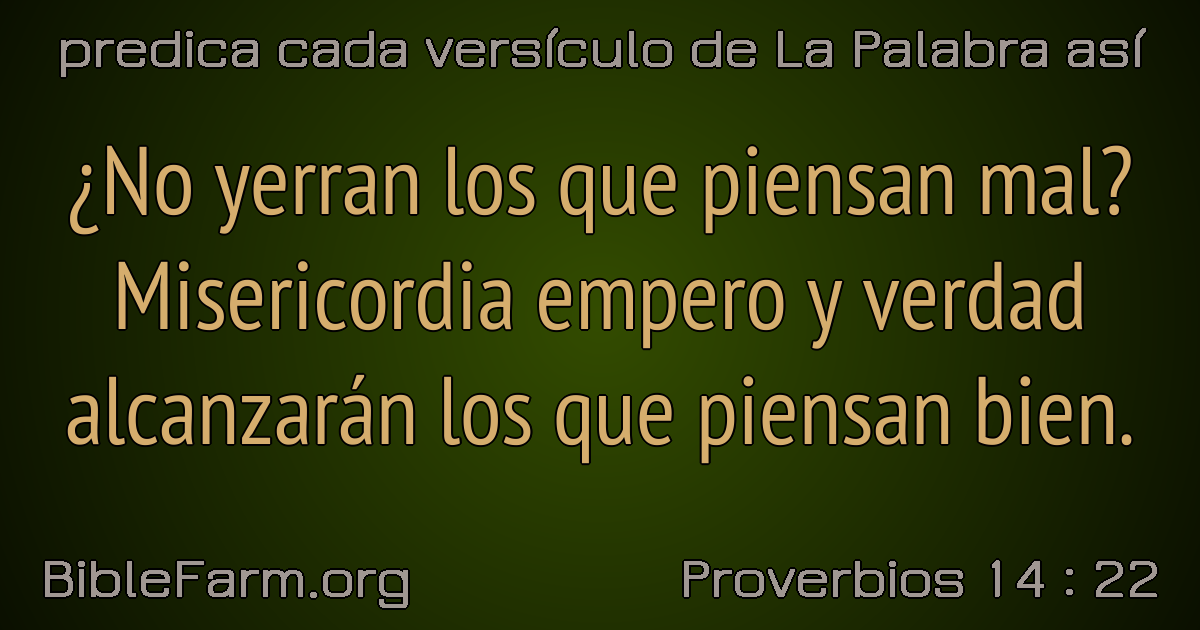 predica cada versículo de La Palabra así
¿No yerran los que piensan mal?
Misericordia empero y verdad
alcanzarán los que piensan bien.
BibleFarm.org
Proverbios 14 : 22